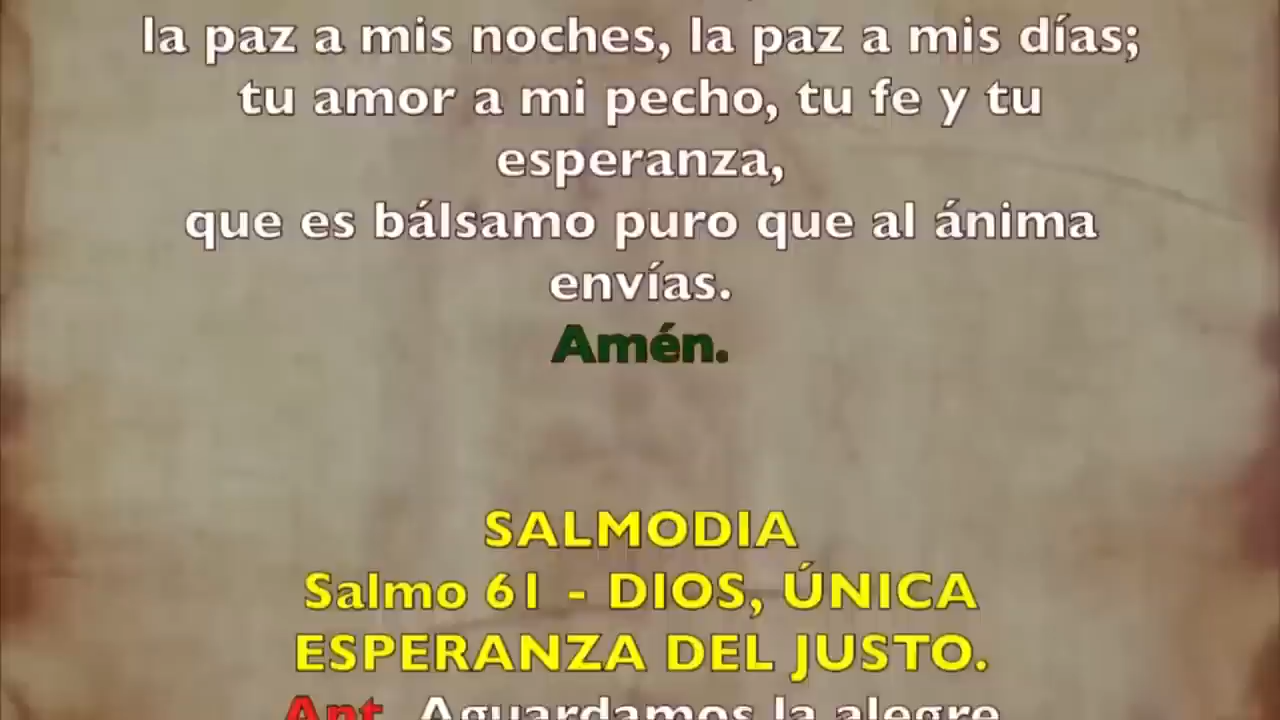 la paz a mis noches, la paz a mis días;
tu amor a mi pecho, tu fe y tu
esperanza,
que es bálsamo puro que al ánima
envías.
Amén.
SALMODIA
Salmo 61 - DIOS, ÚNICA
ESPERANZA DEL JUSTO.
Ant. Aguardamos la alegre